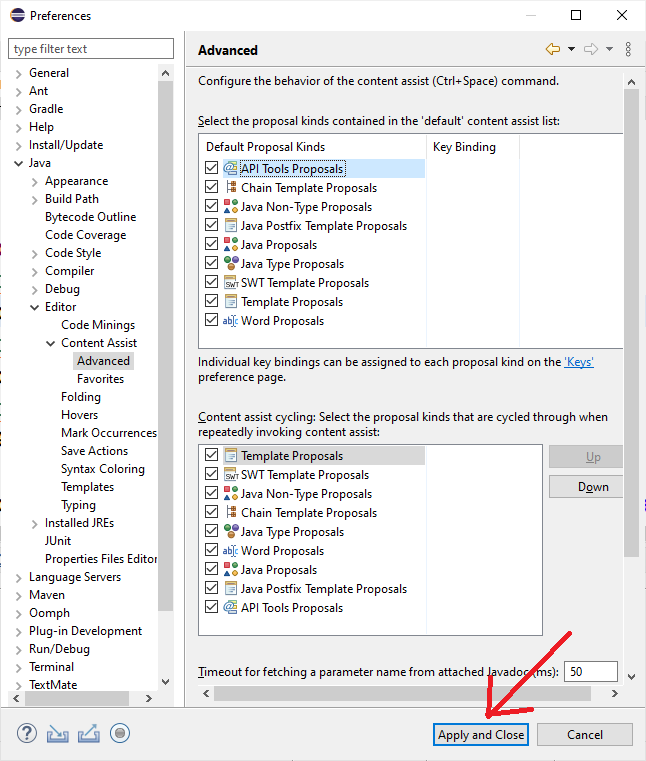 Preferences
type filter text
General
Ant
Gradle
Help
Install/Update
Java
Appearance
Build Path
Bytecode Outline
Code Coverage
Code Style
Compiler
Debug
Editor
Code Minings
Content Assist
Advanced
Favorites
Folding
Hovers
Mark Occurrences
Save Actions
Syntax Coloring
Templates
Typing
Installed JREs
JUnit
Properties Files Editor
Language Servers
Maven
Oomph
Plug-in Development
Run/Debug
Terminal
TextMate
Advanced
Configure the behavior of the content assist (Ctrl+Space) command.
Select the proposal kinds contained in the 'default' content assist list:
Default Proposal Kinds Key Binding
API Tools Proposals
Chain Template Proposals
Java Non-Type Proposals
Java Postfix Template Proposals
Java Proposals
Java Type Proposals
SWT SWT Template Proposals
Template Proposals
ab|c Word Proposals
Individual key bindings can be assigned to each proposal kind on the 'Keys'
preference page.
Content assist cycling: Select the proposal kinds that are cycled through when
repeatedly invoking content assist:
Template Proposals
SWT SWT Template Proposals
Java Non-Type Proposals
Chain Template Proposals
Java Type Proposals
ab|c Word Proposals
Java Proposals
Java Postfix Template Proposals
API Tools Proposals
Up
Down
Timeout for fetching a parameter name from attached Javadoc (ms): 50
Apply and Close Cancel